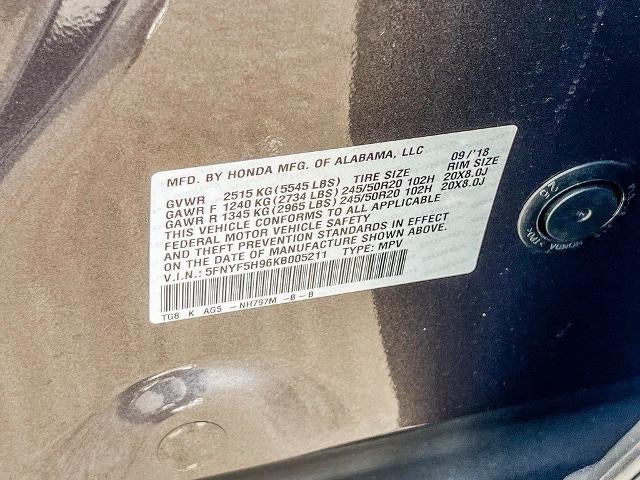 MFD. BY HONDA MFG. OF ALABAMA, LLC 09/'18
TIRE SIZE RIM SIZE
GVWR 2515 KG (5545 LBS)
GAWR F 1240 KG (2734 LBS) 245/50R20 102H 20X8.0J
GAWR R 1345 KG (2965 LBS) 245/50R20 102H 20X8.0J
THIS VEHICLE CONFORMS TO ALL APPLICABLE
FEDERAL MOTOR VEHICLE SAFETY
AND THEFT PREVENTION STANDARDS IN EFFECT
ON THE DATE OF MANUFACTURE SHOWN ABOVE.
V.I.N.: 5FNYF5H96KB005211 TYPE: MPV
TG8 K AG5 -NH797M -B-B